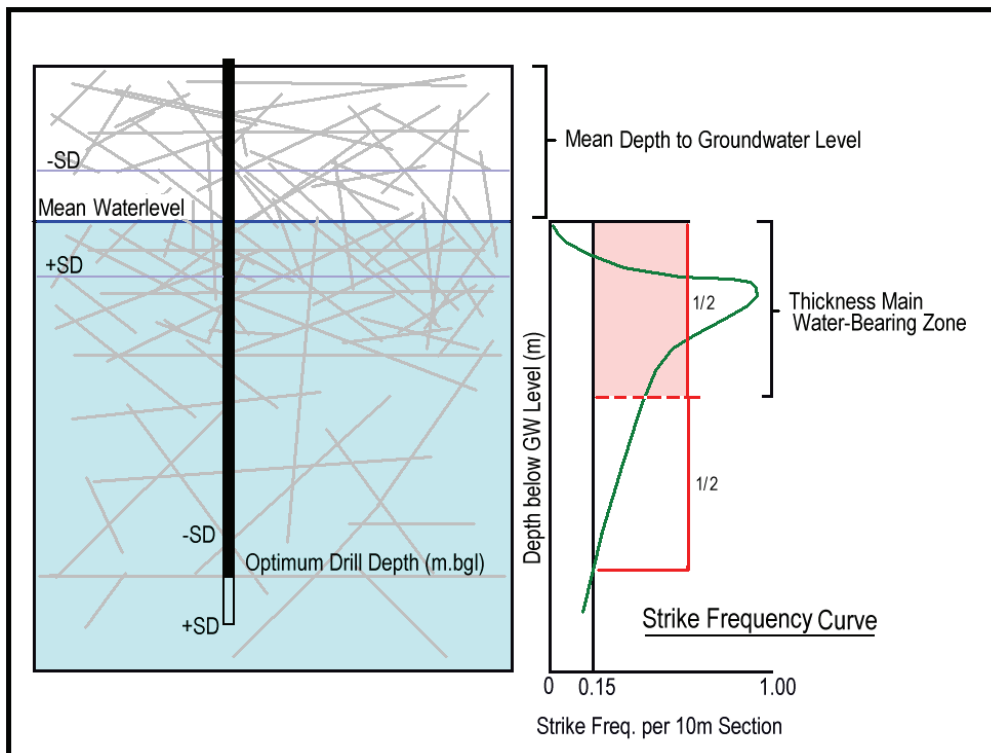 -SD
Mean Waterlevel
+SD
-SD
Optimum Drill Depth (m.bgl)
+SD
Mean Depth to Groundwater Level
Thickness Main
Water-Bearing Zone
1/2
1/2
Depth below GW Level (m)
Strike Frequency Curve
0 0.15 1.00
Strike Freq. per 10m Section